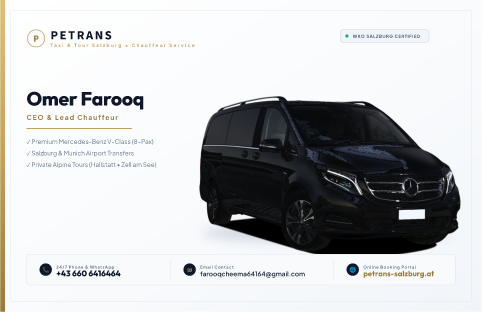 P
PETRANS
Taxi & Tour Salzburg • Chauffeur Service
WKO SALZBURG CERTIFIED
Omer Farooq
CEO & Lead Chauffeur
✓ Premium Mercedes-Benz V-Class (8-Pax)
✓ Salzburg & Munich Airport Transfers
✓ Private Alpine Tours (Hallstatt • Zell am See)
24/7 Phone & WhatsApp
+43 660 6416464
Email Contact
farooqcheema64164@gmail.com
Online Booking Portal
petrans-salzburg.at